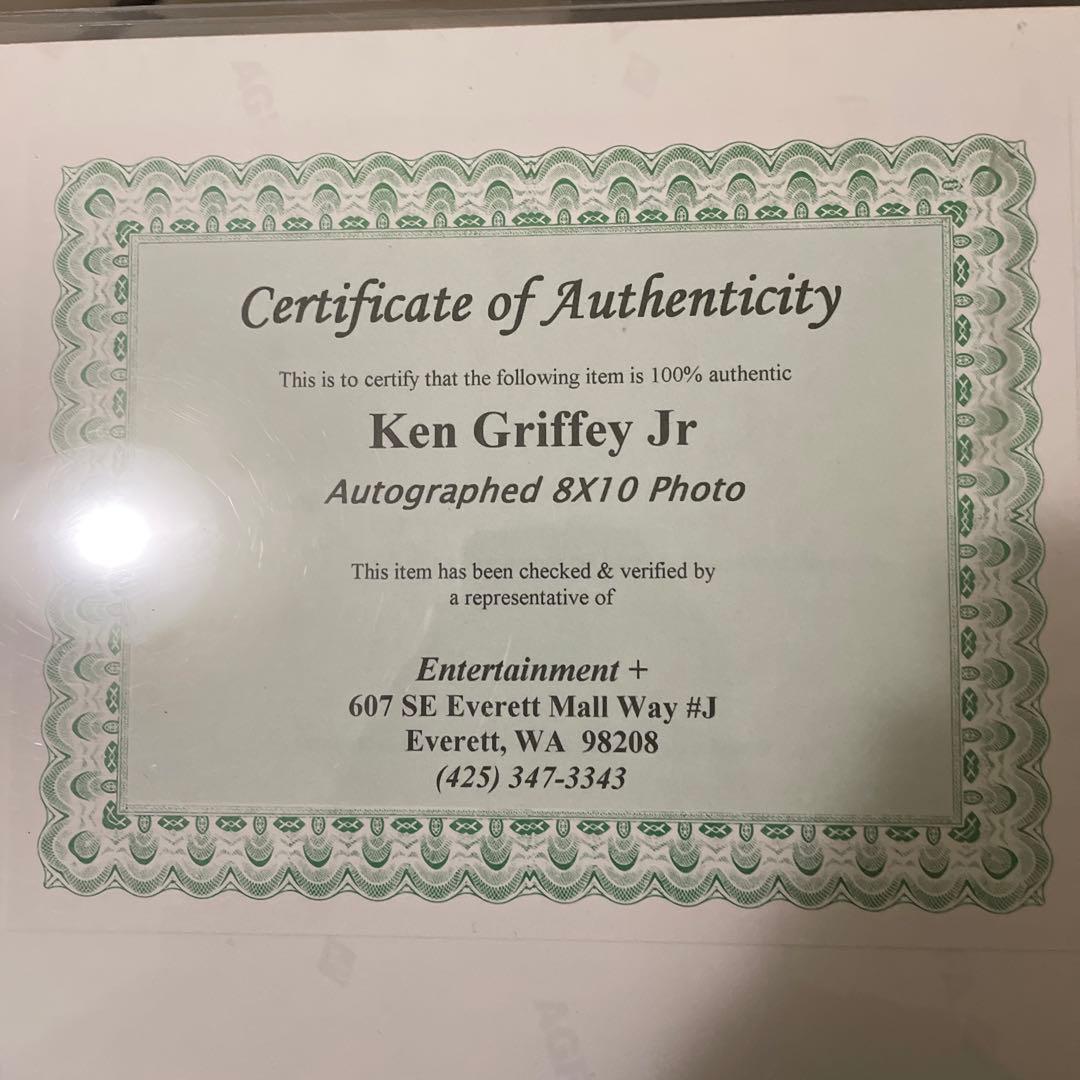 Certificate of Authenticity
This is to certify that the following item is 100% authentic
Ken Griffey Jr
Autographed 8X10 Photo
This item has been checked & verified by
a representative of
Entertainment +
607 SE Everett Mall Way #J
Everett, WA 98208
(425) 347-3343